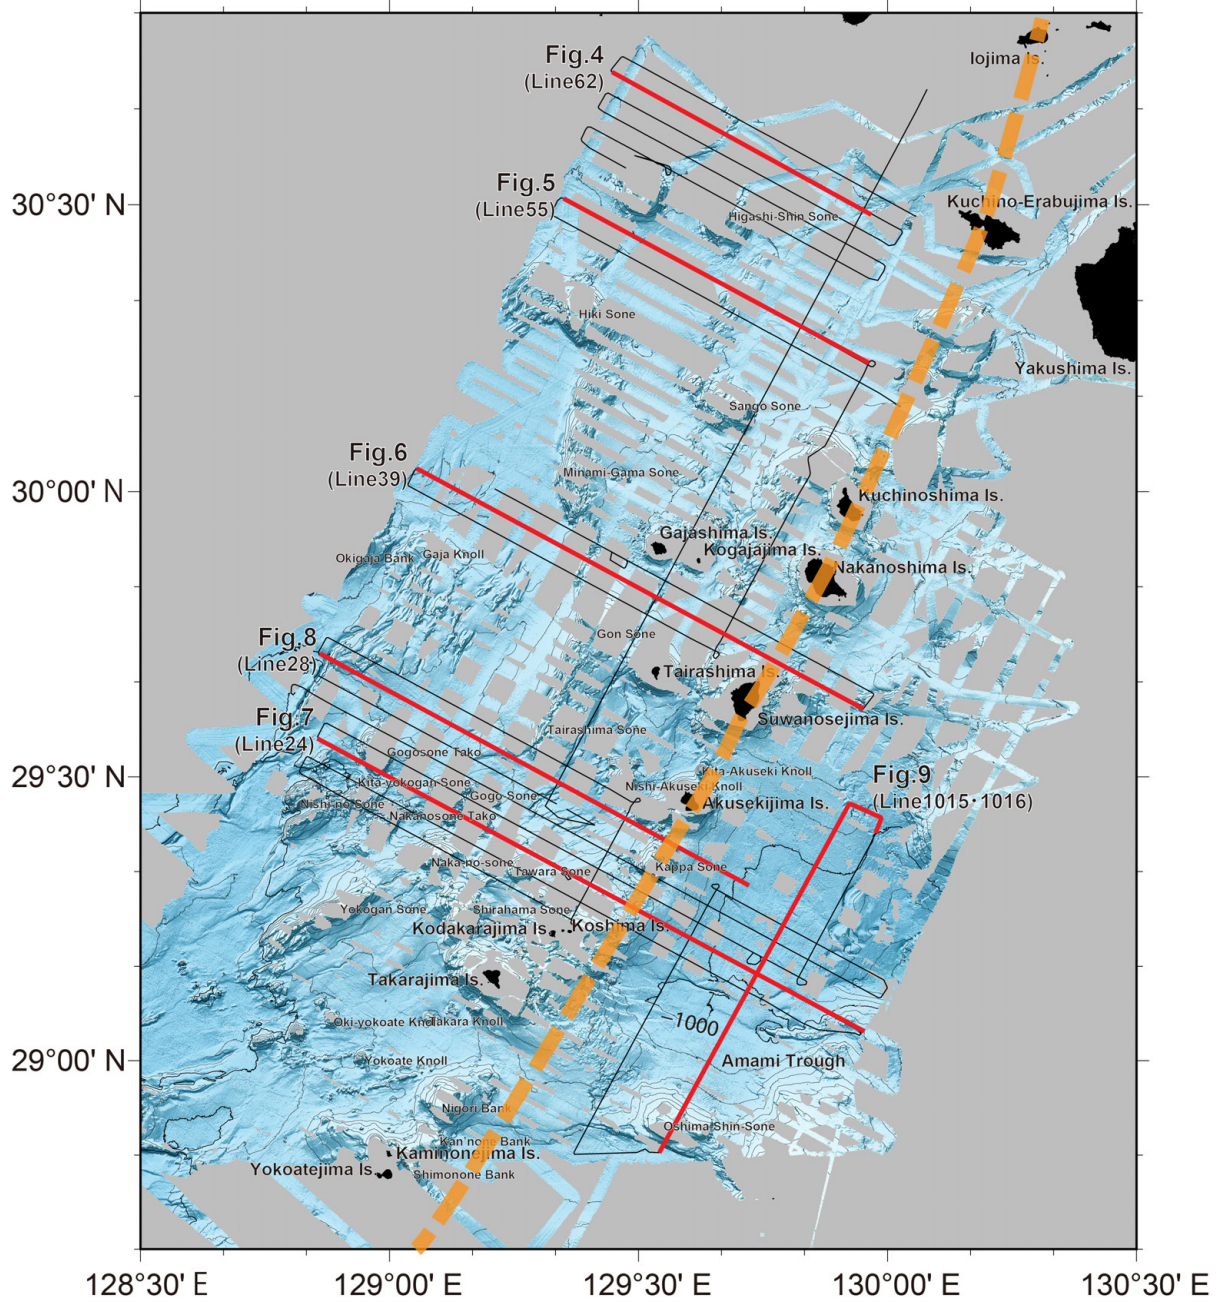 Fig.4
(Line62)
Iojima Is.
Fig.5
(Line55)
30°30' N
Kuchino-Erabujima Is.
Higashi-Shin Sone
Hiki Sone
Yakushima Is.
Sango Sone
Fig.6
(Line39)
Minami-Gama Sone
30°00' N
Kuchinoshima Is.
Gajashima Is.
Kogajajima Is.
Okigaja Bank
Gaja Knoll
Nakanoshima Is.
Fig.8
(Line28)
Gon Sone
Tairashima Is.
Fig.7
(Line24)
Suwanosejima Is.
Tairashima Sone
Gogosone Tako
29°30' N
Kita-Akuseki Knoll
Fig.9
(Line1015・1016)
Kita-yokogan Sone
Nishi-Akuseki Knoll
Gogo Sone
Nishi-no Sone
Akusekijima Is.
Nakanosone Tako
Naka-no-sone
Tawara Sone
Kappa Sone
Yokogan Sone
Shirahama Sone
Kodakarajima Is.
Koshima Is.
Takarajima Is.
Oki-yokoate Knoll
Takara Knoll
−1000
29°00' N
Yokoate Knoll
Amami Trough
Nigori Bank
Oshima Shin-Sone
Kan'none Bank
Kaminonejima Is.
Yokoatejima Is.
Shimonone Bank
128°30' E
129°00' E
129°30' E
130°00' E
130°30' E